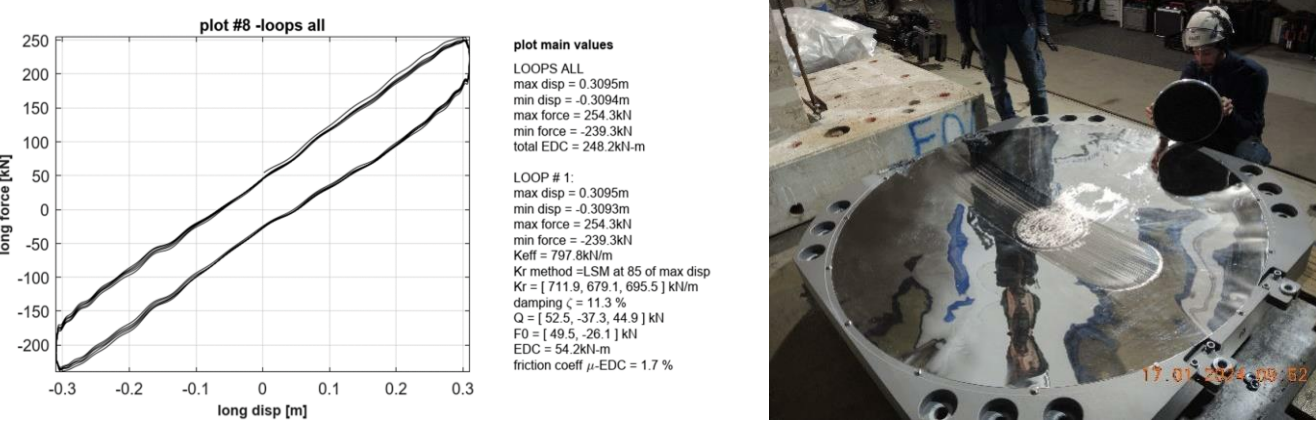 plot #8 -loops all
250
200
150
100
50
0
-50
-100
-150
-200
long force [kN]
-0.3
-0.2
-0.1
0
0.1
0.2
0.3
long disp [m]
plot main values
LOOPS ALL
max disp = 0.3095m
min disp = -0.3094m
max force = 254.3kN
min force = -239.3kN
total EDC = 248.2kN-m
LOOP # 1:
max disp = 0.3095m
min disp = -0.3093m
max force = 254.3kN
min force = -239.3kN
Keff = 797.8kN/m
Kr method =LSM at 85 of max disp
Kr = [ 711.9, 679.1, 695.5 ] kN/m
damping ζ = 11.3 %
Q = [ 52.5, -37.3, 44.9 ] kN
F0 = [ 49.5, -26.1 ] kN
EDC = 54.2kN-m
friction coeff μ-EDC = 1.7 %
17.01